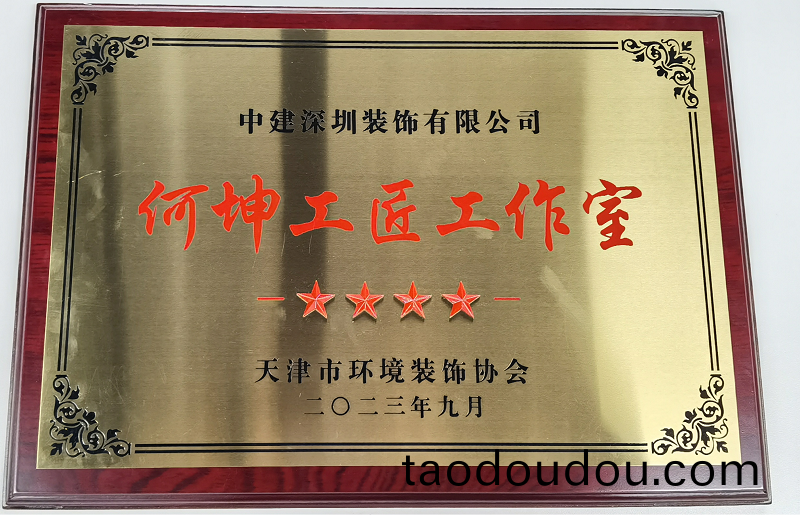 中建深圳装饰有限公司
何坤工匠工作室
天津市环境装饰协会
二〇二三年九月
taodoudou.com